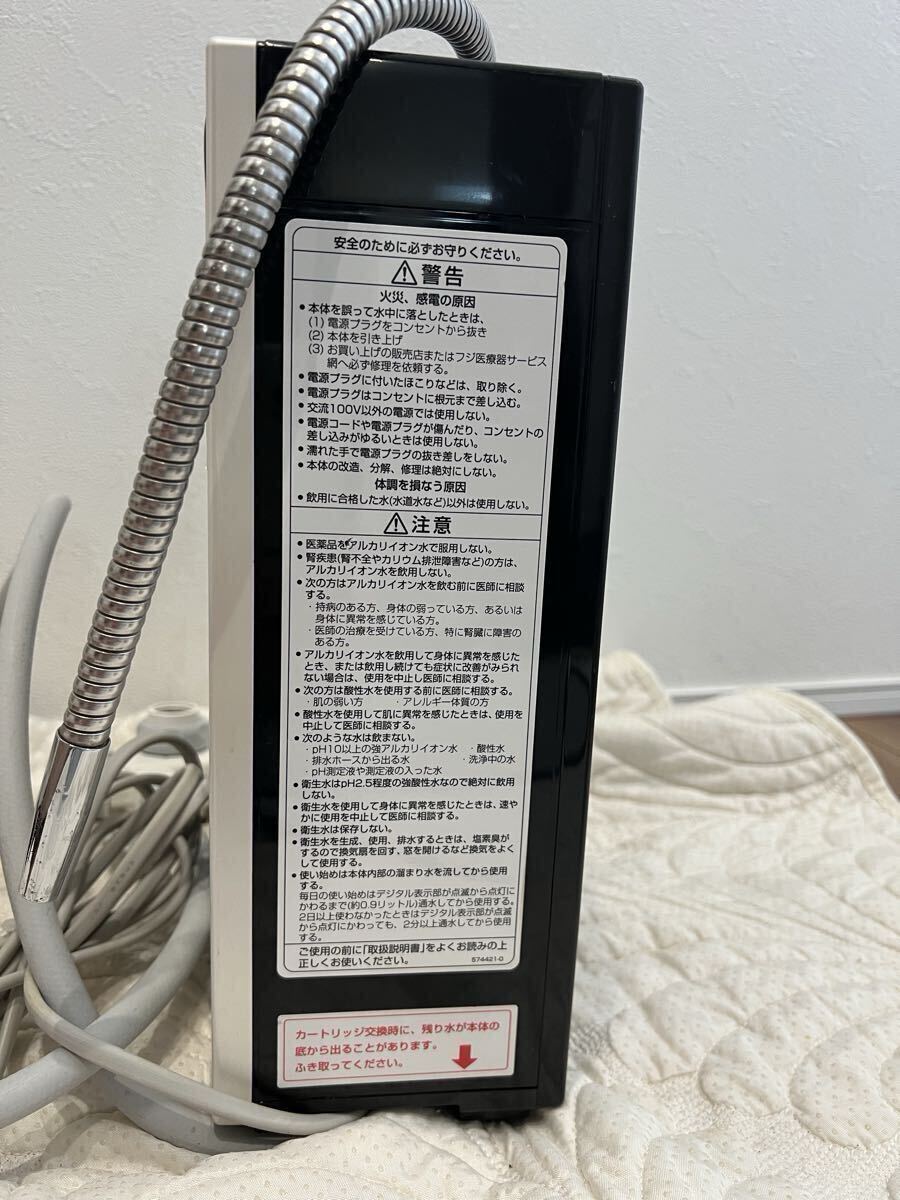 安全のために必ずお守りください。
⚠警告
火災、感電の原因
●本体を誤って水中に落としたときは、
(1) 電源プラグをコンセントから抜き
(2) 本体を引き上げ
(3) お買い上げの販売店またはフジ医療器サービス
網へ必ず修理を依頼する。
●電源プラグに付いたほこりなどは、取り除く。
●電源プラグはコンセントに根元まで差し込む。
●交流100V以外の電源では使用しない。
●電源コードや電源プラグが傷んだり、コンセントの
差し込みがゆるいときは使用しない。
●濡れた手で電源プラグの抜き差しをしない。
●本体の改造、分解、修理は絶対にしない。
体調を損なう原因
●飲用に合格した水(水道水など)以外は使用しない。
⚠注意
●医薬品をアルカリイオン水で服用しない。
●腎疾患(腎不全やカリウム排泄障害など)の方は、
アルカリイオン水を飲用しない。
●次の方はアルカリイオン水を飲む前に医師に相談
する。
・持病のある方、身体の弱っている方、あるいは
身体に異常を感じている方。
・医師の治療を受けている方、特に腎臓に障害の
ある方。
●アルカリイオン水を飲用して身体に異常を感じた
とき、または飲用し続けても症状に改善がみられ
ない場合は、使用を中止し医師に相談する。
●次の方は酸性水を使用する前に医師に相談する。
・肌の弱い方 ・アレルギー体質の方
●酸性水を使用して肌に異常を感じたときは、使用を
中止して医師に相談する。
●次のような水は飲まない。
・pH10以上の強アルカリイオン水 ・酸性水
・排水ホースから出る水 ・洗浄中の水
・pH測定液や測定液の入った水
●衛生水はpH2.5程度の強酸性水なので絶対に飲用
しない。
●衛生水を使用して身体に異常を感じたときは、速や
かに使用を中止して医師に相談する。
●衛生水は保存しない。
●衛生水を生成、使用、排水するときは、塩素臭が
するので換気扇を回す、窓を開けるなど換気をよく
して使用する。
●使い始めは本体内部の溜まり水を流してから使用
する。
毎日の使い始めはデジタル表示部が点滅から点灯に
かわるまで(約0.9リットル)通水してから使用する。
2日以上使わなかったときはデジタル表示部が点滅
から点灯にかわっても、2分以上通水してから使用
する。
ご使用の前に「取扱説明書」をよくお読みの上
正しくお使いください。 574421-0
カートリッジ交換時に、残り水が本体の
底から出ることがあります。
ふき取ってください。